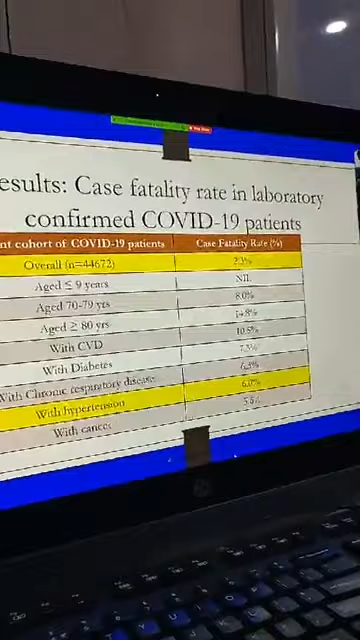 esults: Case fatality rate in laboratory
confirmed COVID-19 patients
nt cohort of COVID-19 patients Case Fatality Rate (%)
Overall (n=44672) 2.3%
Aged ≤ 9 years NIL
Aged 70-79 yrs 8.0%
Aged ≥ 80 yrs 14.8%
With CVD 10.5%
With Diabetes 7.3%
With Chronic respiratory disease 6.3%
With hypertension 6.0%
With cancer 5.6%